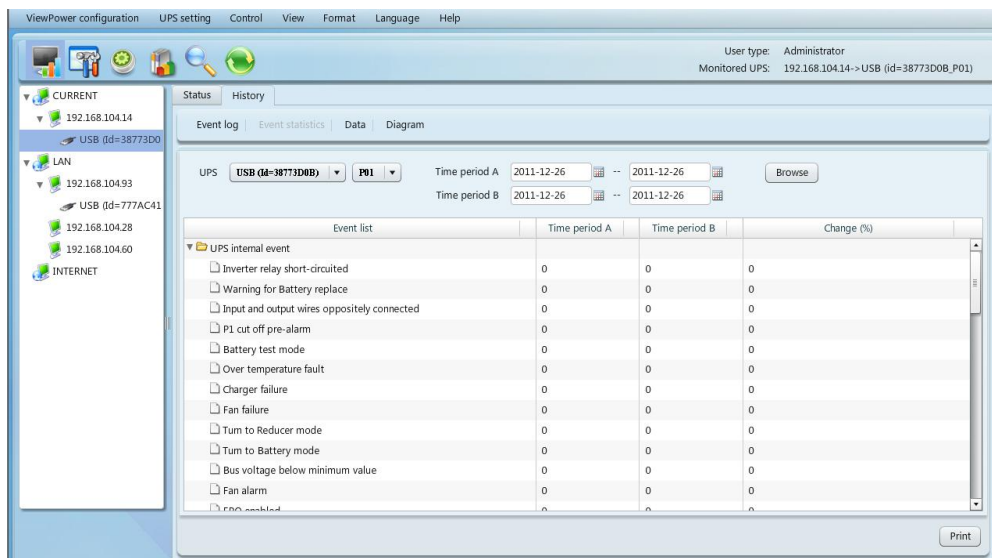 ViewPower configuration UPS setting Control View Format Language Help
User type: Administrator
Monitored UPS: 192.168.104.14->USB (id=38773D0B_P01)
CURRENT
192.168.104.14
USB (Id=38773D0
LAN
192.168.104.93
USB (Id=777AC41
192.168.104.28
192.168.104.60
INTERNET
Status History
Event log Event statistics Data Diagram
UPS USB (Id=38773D0B) P01 Time period A 2011-12-26 -- 2011-12-26 Browse
Time period B 2011-12-26 -- 2011-12-26
Event list Time period A Time period B Change (%)
UPS internal event
Inverter relay short-circuited 0 0 0
Warning for Battery replace 0 0 0
Input and output wires oppositely connected 0 0 0
P1 cut off pre-alarm 0 0 0
Battery test mode 0 0 0
Over temperature fault 0 0 0
Charger failure 0 0 0
Fan failure 0 0 0
Turn to Reducer mode 0 0 0
Turn to Battery mode 0 0 0
Bus voltage below minimum value 0 0 0
Fan alarm 0 0 0
EPO enabled 0 0 0
Print